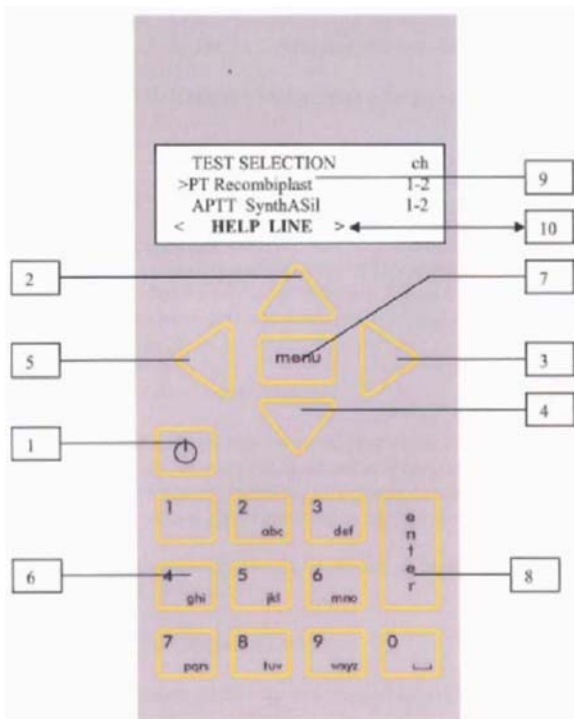 TEST SELECTION ch
>PT Recombiplast 1-2
APTT SynthASil 1-2
< HELP LINE >
9
10
2
7
menu
5
3
4
1
1
2 abc
3 def
enter
6
4 ghi
5 jkl
6 mno
8
7 pqrs
8 tuv
9 wxyz
0